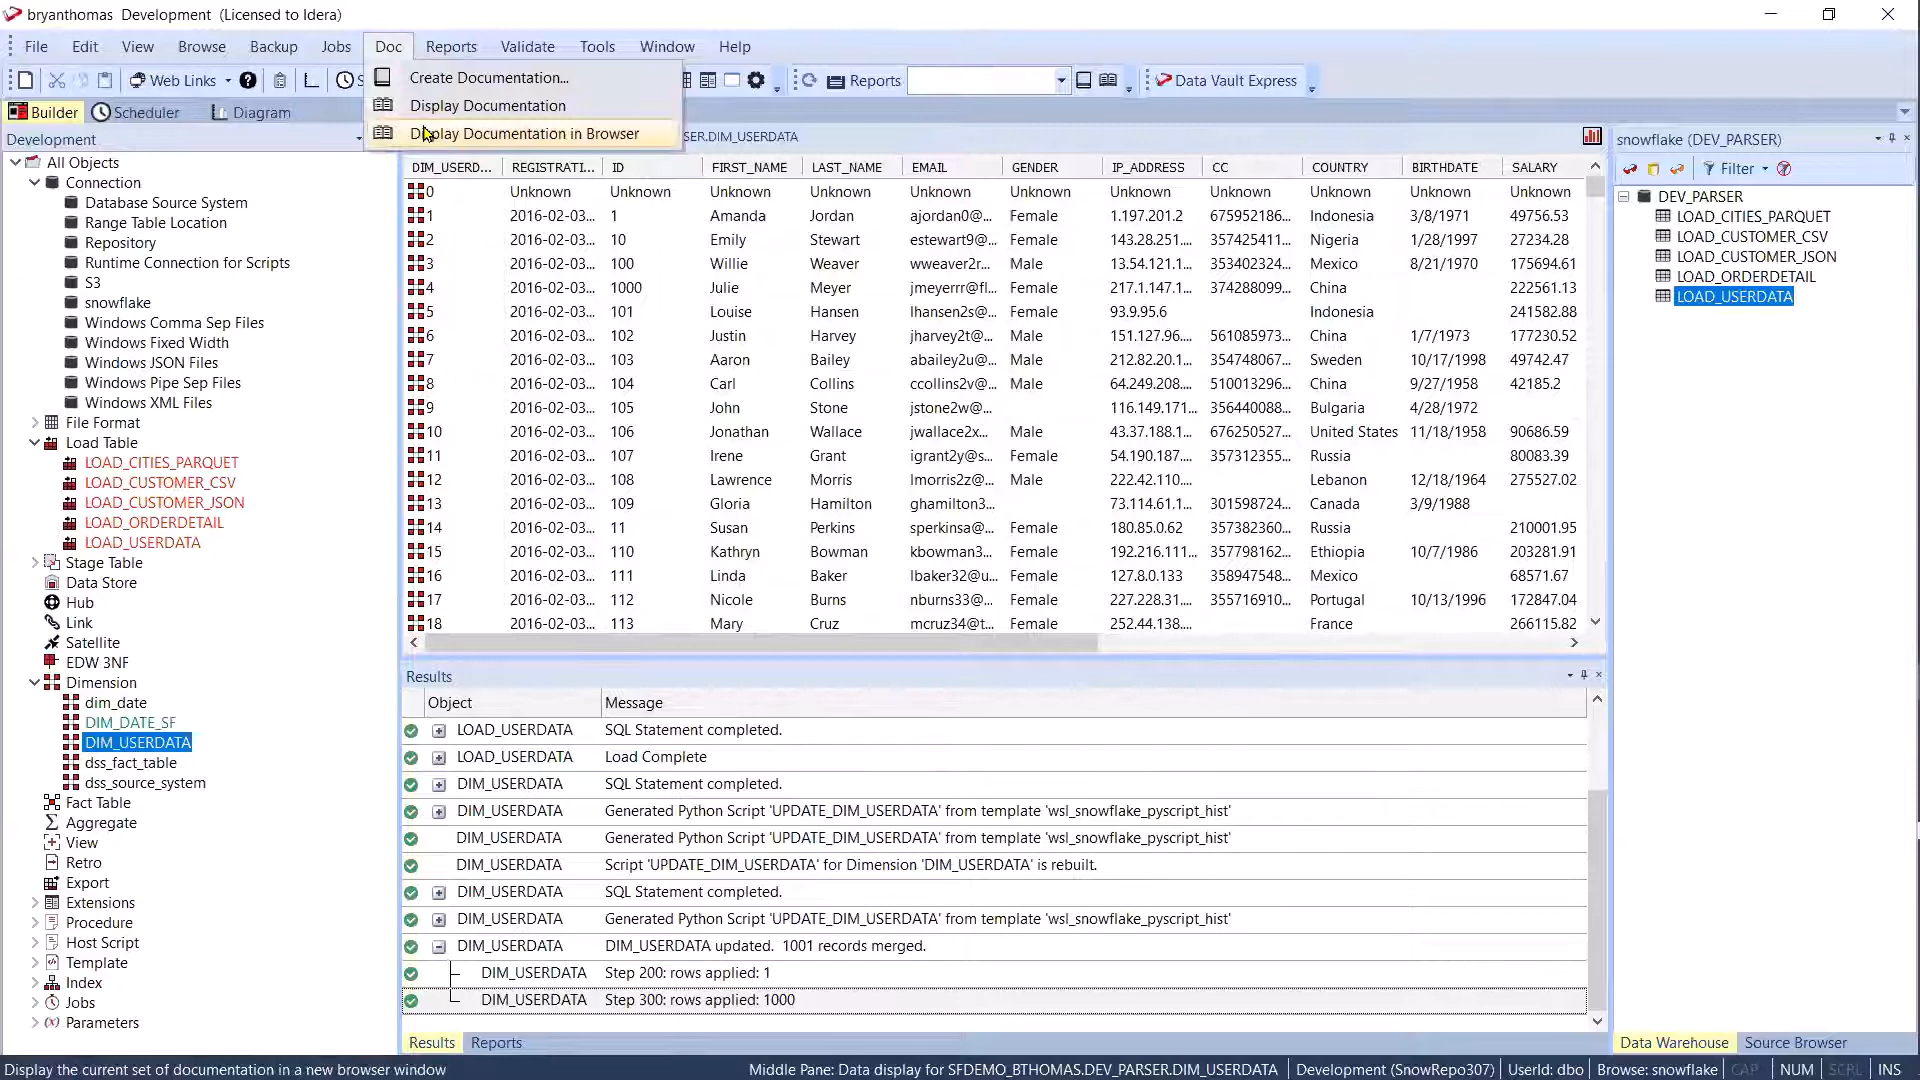 bryanthomas Development (Licensed to Idera)
File Edit View Browse Backup Jobs Doc Reports Validate Tools Window Help
Web Links Reports Data Vault Express
Create Documentation...
Display Documentation
Display Documentation in Browser
Builder Scheduler Diagram
Development
All Objects
Connection
Database Source System
Range Table Location
Repository
Runtime Connection for Scripts
S3
snowflake
Windows Comma Sep Files
Windows Fixed Width
Windows JSON Files
Windows Pipe Sep Files
Windows XML Files
File Format
Load Table
LOAD_CITIES_PARQUET
LOAD_CUSTOMER_CSV
LOAD_CUSTOMER_JSON
LOAD_ORDERDETAIL
LOAD_USERDATA
Stage Table
Data Store
Hub
Link
Satellite
EDW 3NF
Dimension
dim_date
DIM_DATE_SF
DIM_USERDATA
dss_fact_table
dss_source_system
Fact Table
Aggregate
View
Retro
Export
Extensions
Procedure
Host Script
Template
Index
Jobs
Parameters
SER.DIM_USERDATA
DIM_USERD... REGISTRATI... ID FIRST_NAME LAST_NAME EMAIL GENDER IP_ADDRESS CC COUNTRY BIRTHDATE SALARY
0 Unknown Unknown Unknown Unknown Unknown Unknown Unknown Unknown Unknown Unknown Unknown
1 2016-02-03... 1 Amanda Jordan ajordan0@... Female 1.197.201.2 675952186... Indonesia 3/8/1971 49756.53
2 2016-02-03... 10 Emily Stewart estewart9@... Female 143.28.251.... 357425411... Nigeria 1/28/1997 27234.28
3 2016-02-03... 100 Willie Weaver wweaver2r... Male 13.54.121.1... 353402324... Mexico 8/21/1970 175694.61
4 2016-02-03... 1000 Julie Meyer jmeyerrr@fl... Female 217.1.147.1... 374288099... China 222561.13
5 2016-02-03... 101 Louise Hansen lhansen2s@... Female 93.9.95.6 Indonesia 241582.88
6 2016-02-03... 102 Justin Harvey jharvey2t@... Male 151.127.96.... 561085973... China 1/7/1973 177230.52
7 2016-02-03... 103 Aaron Bailey abailey2u@... Male 212.82.20.1... 354748067... Sweden 10/17/1998 49742.47
8 2016-02-03... 104 Carl Collins ccollins2v@... Male 64.249.208.... 510013296... China 9/27/1958 42185.2
9 2016-02-03... 105 John Stone jstone2w@... 116.149.171... 356440088... Bulgaria 4/28/1972
10 2016-02-03... 106 Jonathan Wallace jwallace2x... Male 43.37.188.1... 676250527... United States 11/18/1958 90686.59
11 2016-02-03... 107 Irene Grant igrant2y@s... Female 54.190.187.... 357312355... Russia 80083.39
12 2016-02-03... 108 Lawrence Morris lmorris2z@... Male 222.42.110.... Lebanon 12/18/1964 275527.02
13 2016-02-03... 109 Gloria Hamilton ghamilton3... 73.114.61.1... 301598724... Canada 3/9/1988
14 2016-02-03... 11 Susan Perkins sperkinsa@... Female 180.85.0.62 357382360... Russia 210001.95
15 2016-02-03... 110 Kathryn Bowman kbowman3... Female 192.216.111... 357798162... Ethiopia 10/7/1986 203281.91
16 2016-02-03... 111 Linda Baker lbaker32@u... Female 127.8.0.133 358947548... Mexico 68571.67
17 2016-02-03... 112 Nicole Burns nburns33@... Female 227.228.31.... 355716910... Portugal 10/13/1996 172847.04
18 2016-02-03... 113 Mary Cruz mcruz34@t... Female 252.44.138.... France 266115.82
Results
Object Message
LOAD_USERDATA SQL Statement completed.
LOAD_USERDATA Load Complete
DIM_USERDATA SQL Statement completed.
DIM_USERDATA Generated Python Script 'UPDATE_DIM_USERDATA' from template 'wsl_snowflake_pyscript_hist'
DIM_USERDATA Generated Python Script 'UPDATE_DIM_USERDATA' from template 'wsl_snowflake_pyscript_hist'
DIM_USERDATA Script 'UPDATE_DIM_USERDATA' for Dimension 'DIM_USERDATA' is rebuilt.
DIM_USERDATA SQL Statement completed.
DIM_USERDATA Generated Python Script 'UPDATE_DIM_USERDATA' from template 'wsl_snowflake_pyscript_hist'
DIM_USERDATA DIM_USERDATA updated. 1001 records merged.
DIM_USERDATA Step 200: rows applied: 1
DIM_USERDATA Step 300: rows applied: 1000
Results Reports
snowflake (DEV_PARSER)
Filter
DEV_PARSER
LOAD_CITIES_PARQUET
LOAD_CUSTOMER_CSV
LOAD_CUSTOMER_JSON
LOAD_ORDERDETAIL
LOAD_USERDATA
Data Warehouse Source Browser
Display the current set of documentation in a new browser window Middle Pane: Data display for SFDEMO_BTHOMAS.DEV_PARSER.DIM_USERDATA Development (SnowRepo307) UserId: dbo Browse: snowflake CAP NUM SCRL INS